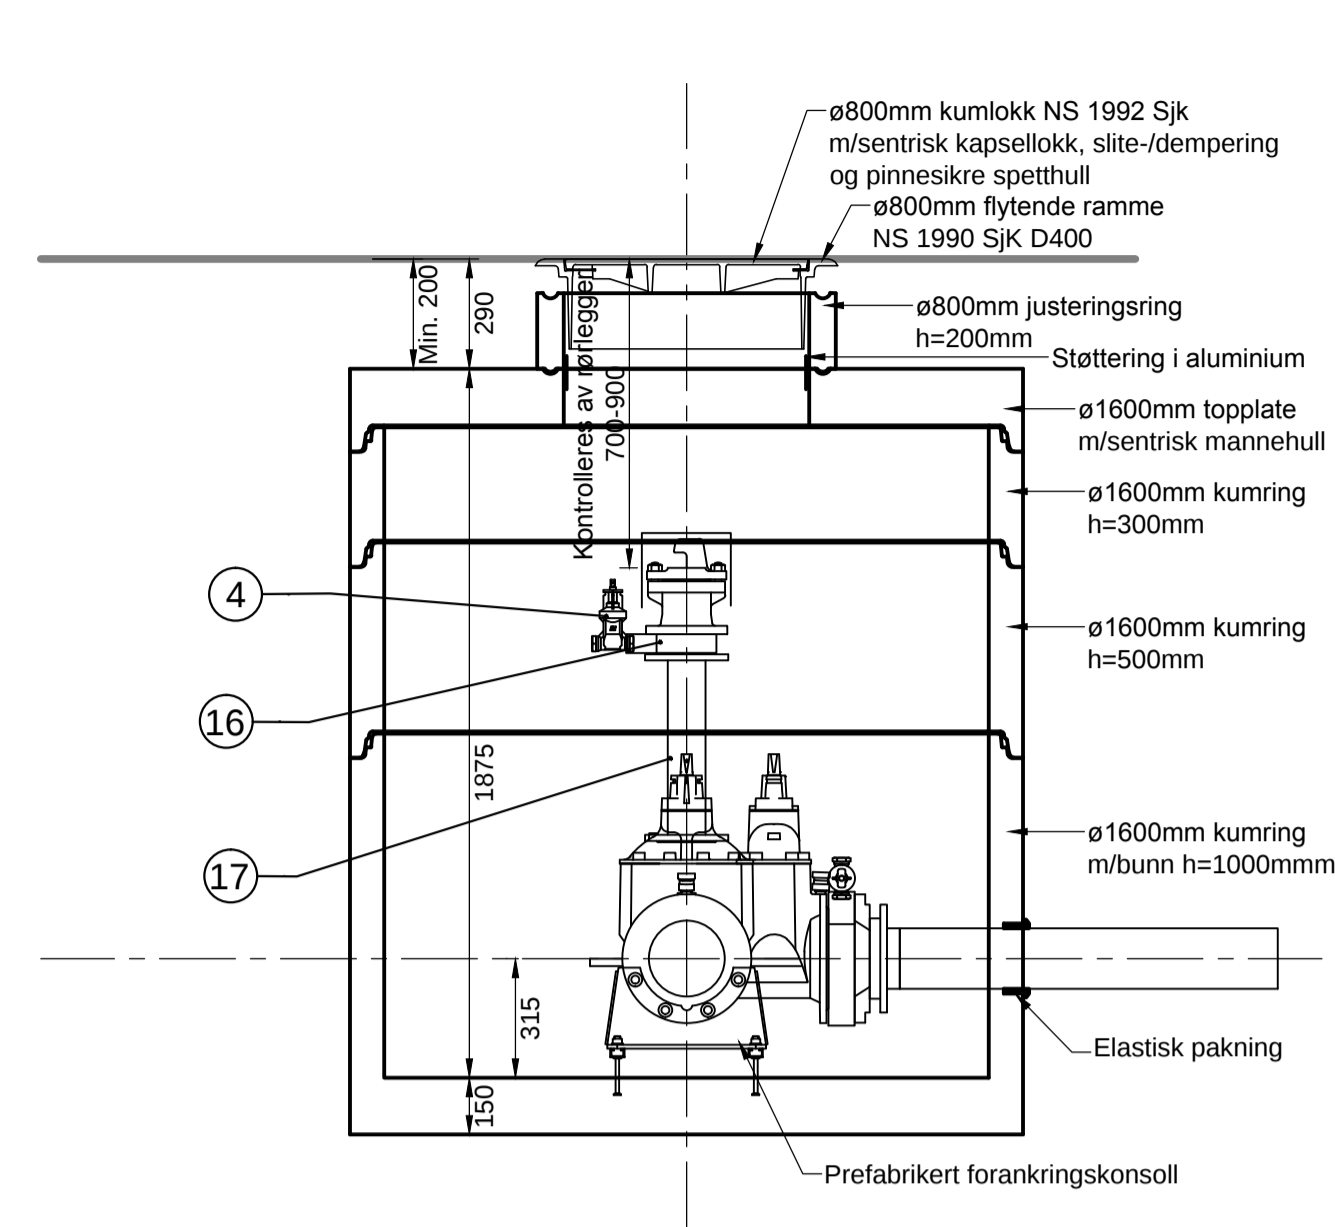 ø800mm kumlokk NS 1992 Sjk
m/sentrisk kapsellokk, slite-/dempering
og pinnesikre spetthull
ø800mm flytende ramme
NS 1990 SjK D400
Min. 200
290
Kontrolleres av rørleggen
700-900
ø800mm justeringsring
h=200mm
Støttering i aluminium
ø1600mm topplate
m/sentrisk mannehull
ø1600mm kumring
h=300mm
4
ø1600mm kumring
h=500mm
16
1875
17
ø1600mm kumring
m/bunn h=1000mmm
315
Elastisk pakning
150
Prefabrikert forankringskonsoll